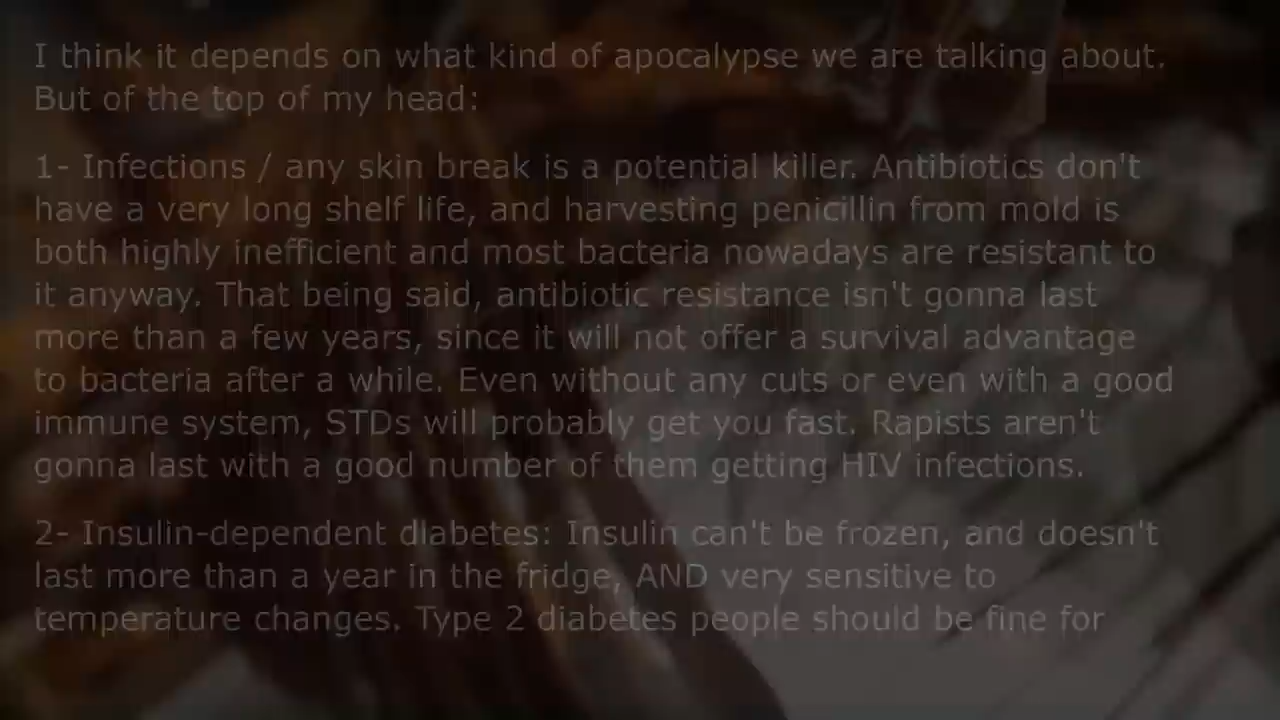 I think it depends on what kind of apocalypse we are talking about.
But of the top of my head:
1- Infections / any skin break is a potential killer. Antibiotics don't
have a very long shelf life, and harvesting penicillin from mold is
both highly inefficient and most bacteria nowadays are resistant to
it anyway. That being said, antibiotic resistance isn't gonna last
more than a few years, since it will not offer a survival advantage
to bacteria after a while. Even without any cuts or even with a good
immune system, STDs will probably get you fast. Rapists aren't
gonna last with a good number of them getting HIV infections.
2- Insulin-dependent diabetes: Insulin can't be frozen, and doesn't
last more than a year in the fridge, AND very sensitive to
temperature changes. Type 2 diabetes people should be fine for